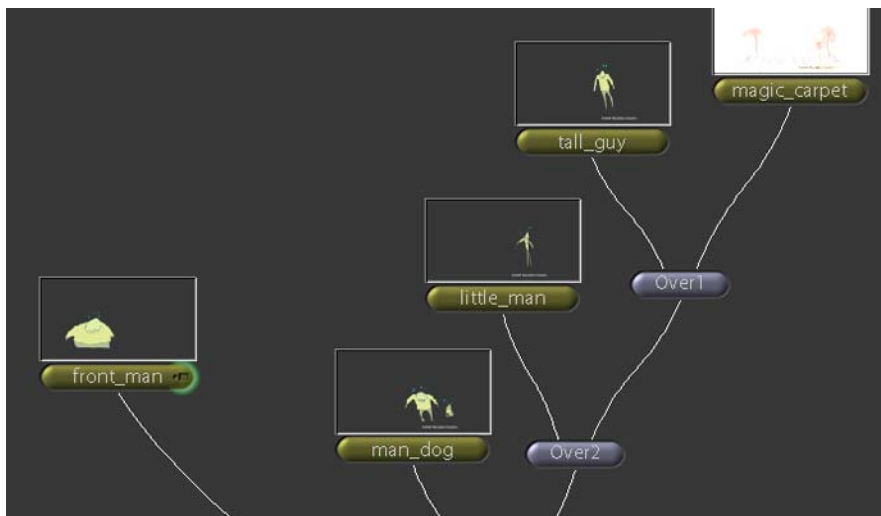 magic_carpet
tall_guy
Over1
little_man
front_man
man_dog
Over2